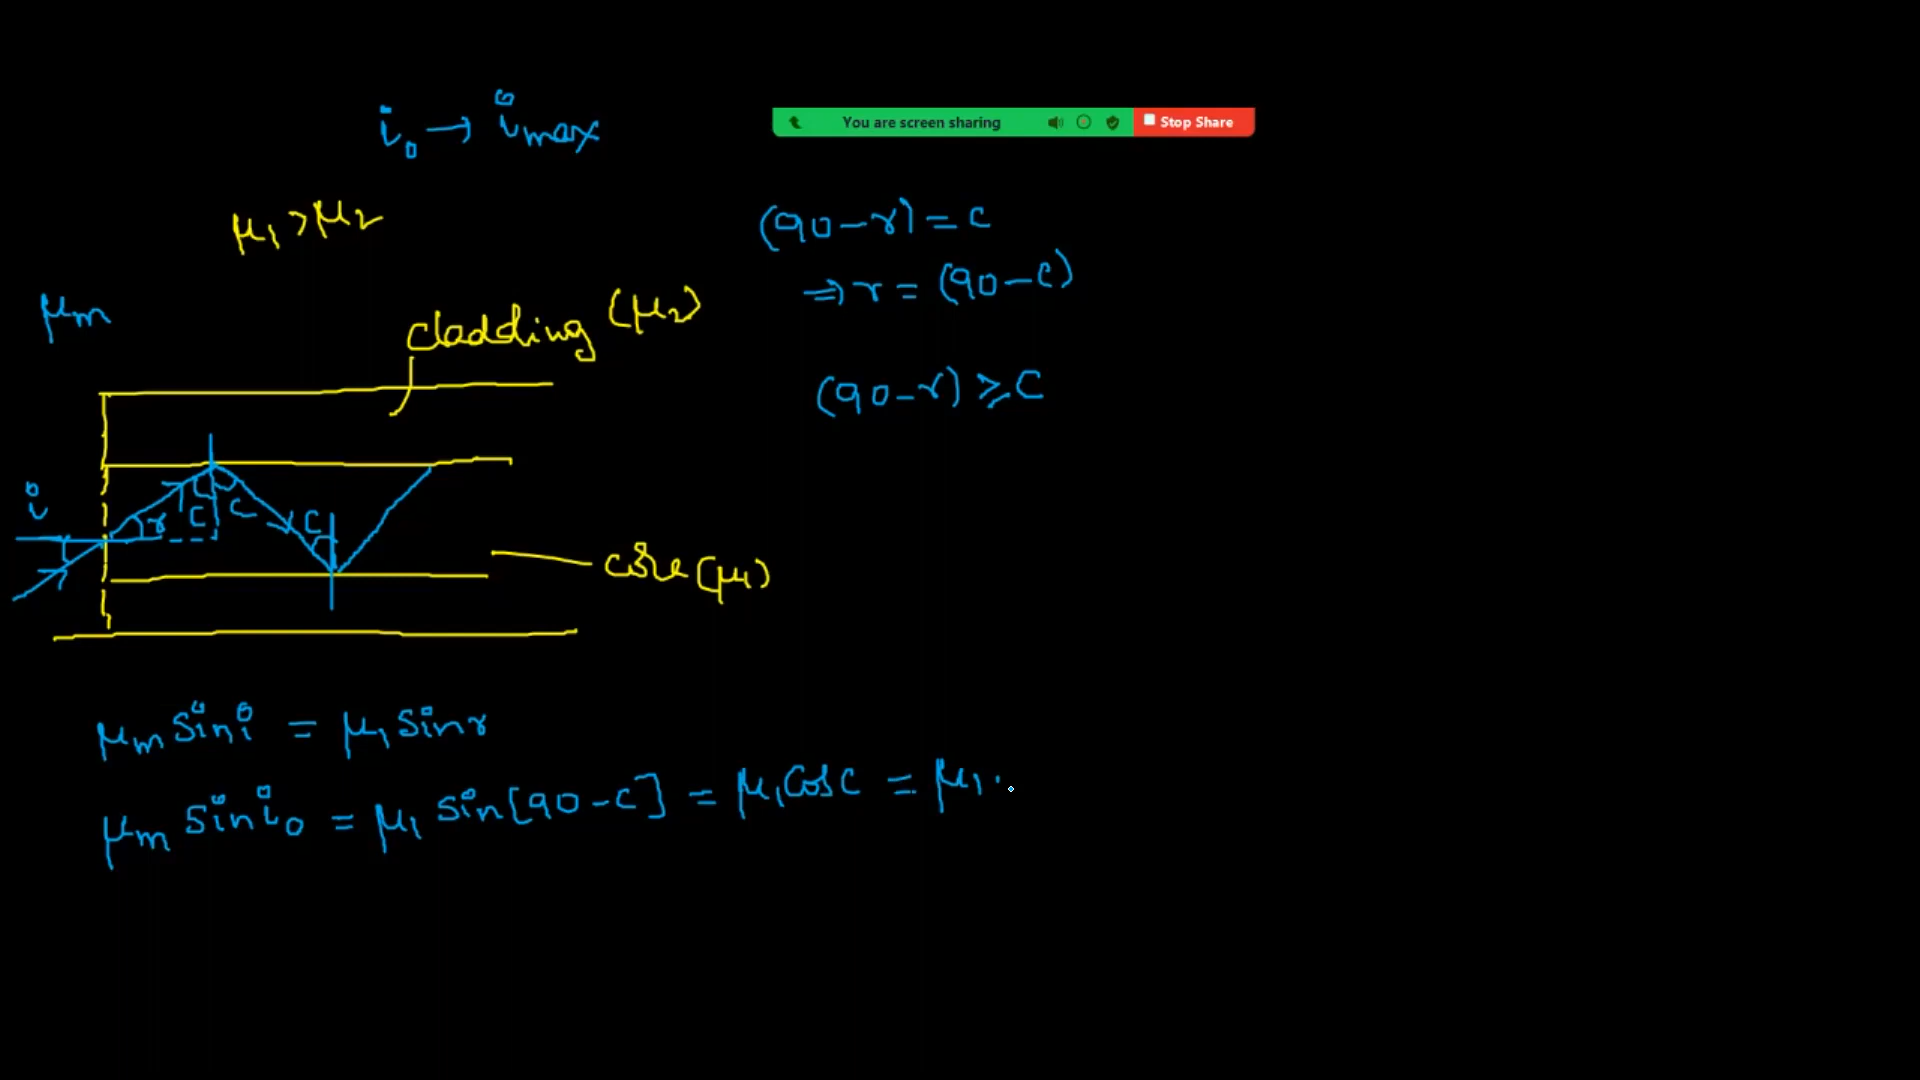 i₀ → i max
You are screen sharing
Stop Share
μ₁ > μ₂
(90 - r) = C
⇒ r = (90 - C)
μm
cladding (μ₂)
(90 - r) ⩾ C
i
r
C
C
C
core (μ₁)
μm sin i = μ₁ sin r
μm sin i₀ = μ₁ sin[90 - C] = μ₁ Cos C = μ₁ .